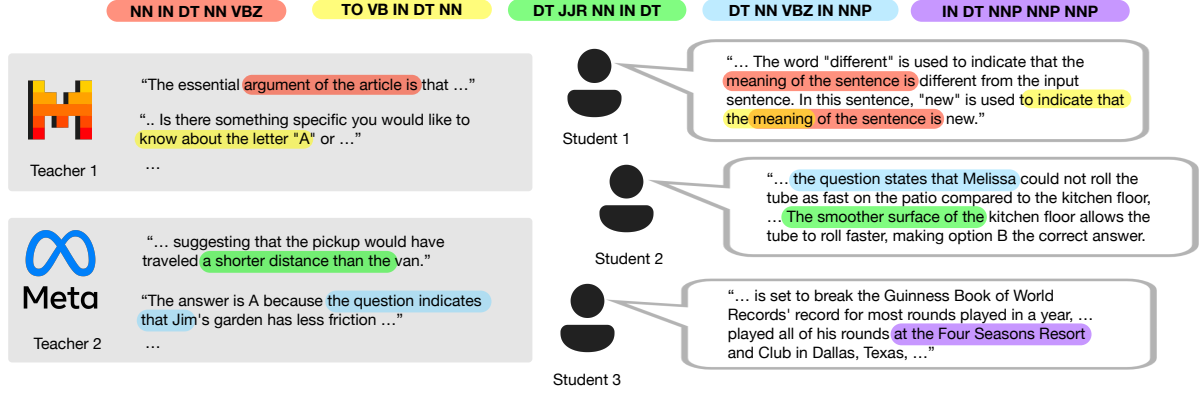 NN IN DT NN VBZ
TO VB IN DT NN
DT JJR NN IN DT
DT NN VBZ IN NNP
IN DT NNP NNP NNP
“The essential argument of the article is that …”
“.. Is there something specific you would like to
know about the letter "A" or …”
…
Teacher 1
“… suggesting that the pickup would have
traveled a shorter distance than the van.”
“The answer is A because the question indicates
that Jim's garden has less friction …”
…
Meta
Teacher 2
“… The word "different" is used to indicate that the
meaning of the sentence is different from the input
sentence. In this sentence, "new" is used to indicate that
the meaning of the sentence is new.”
Student 1
“… the question states that Melissa could not roll the
tube as fast on the patio compared to the kitchen floor,
… The smoother surface of the kitchen floor allows the
tube to roll faster, making option B the correct answer.
Student 2
“… is set to break the Guinness Book of World
Records' record for most rounds played in a year, …
played all of his rounds at the Four Seasons Resort
and Club in Dallas, Texas, …”
Student 3